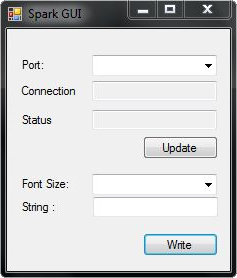 Spark GUI
Port:
Connection
Status
Update
Font Size:
String :
Write